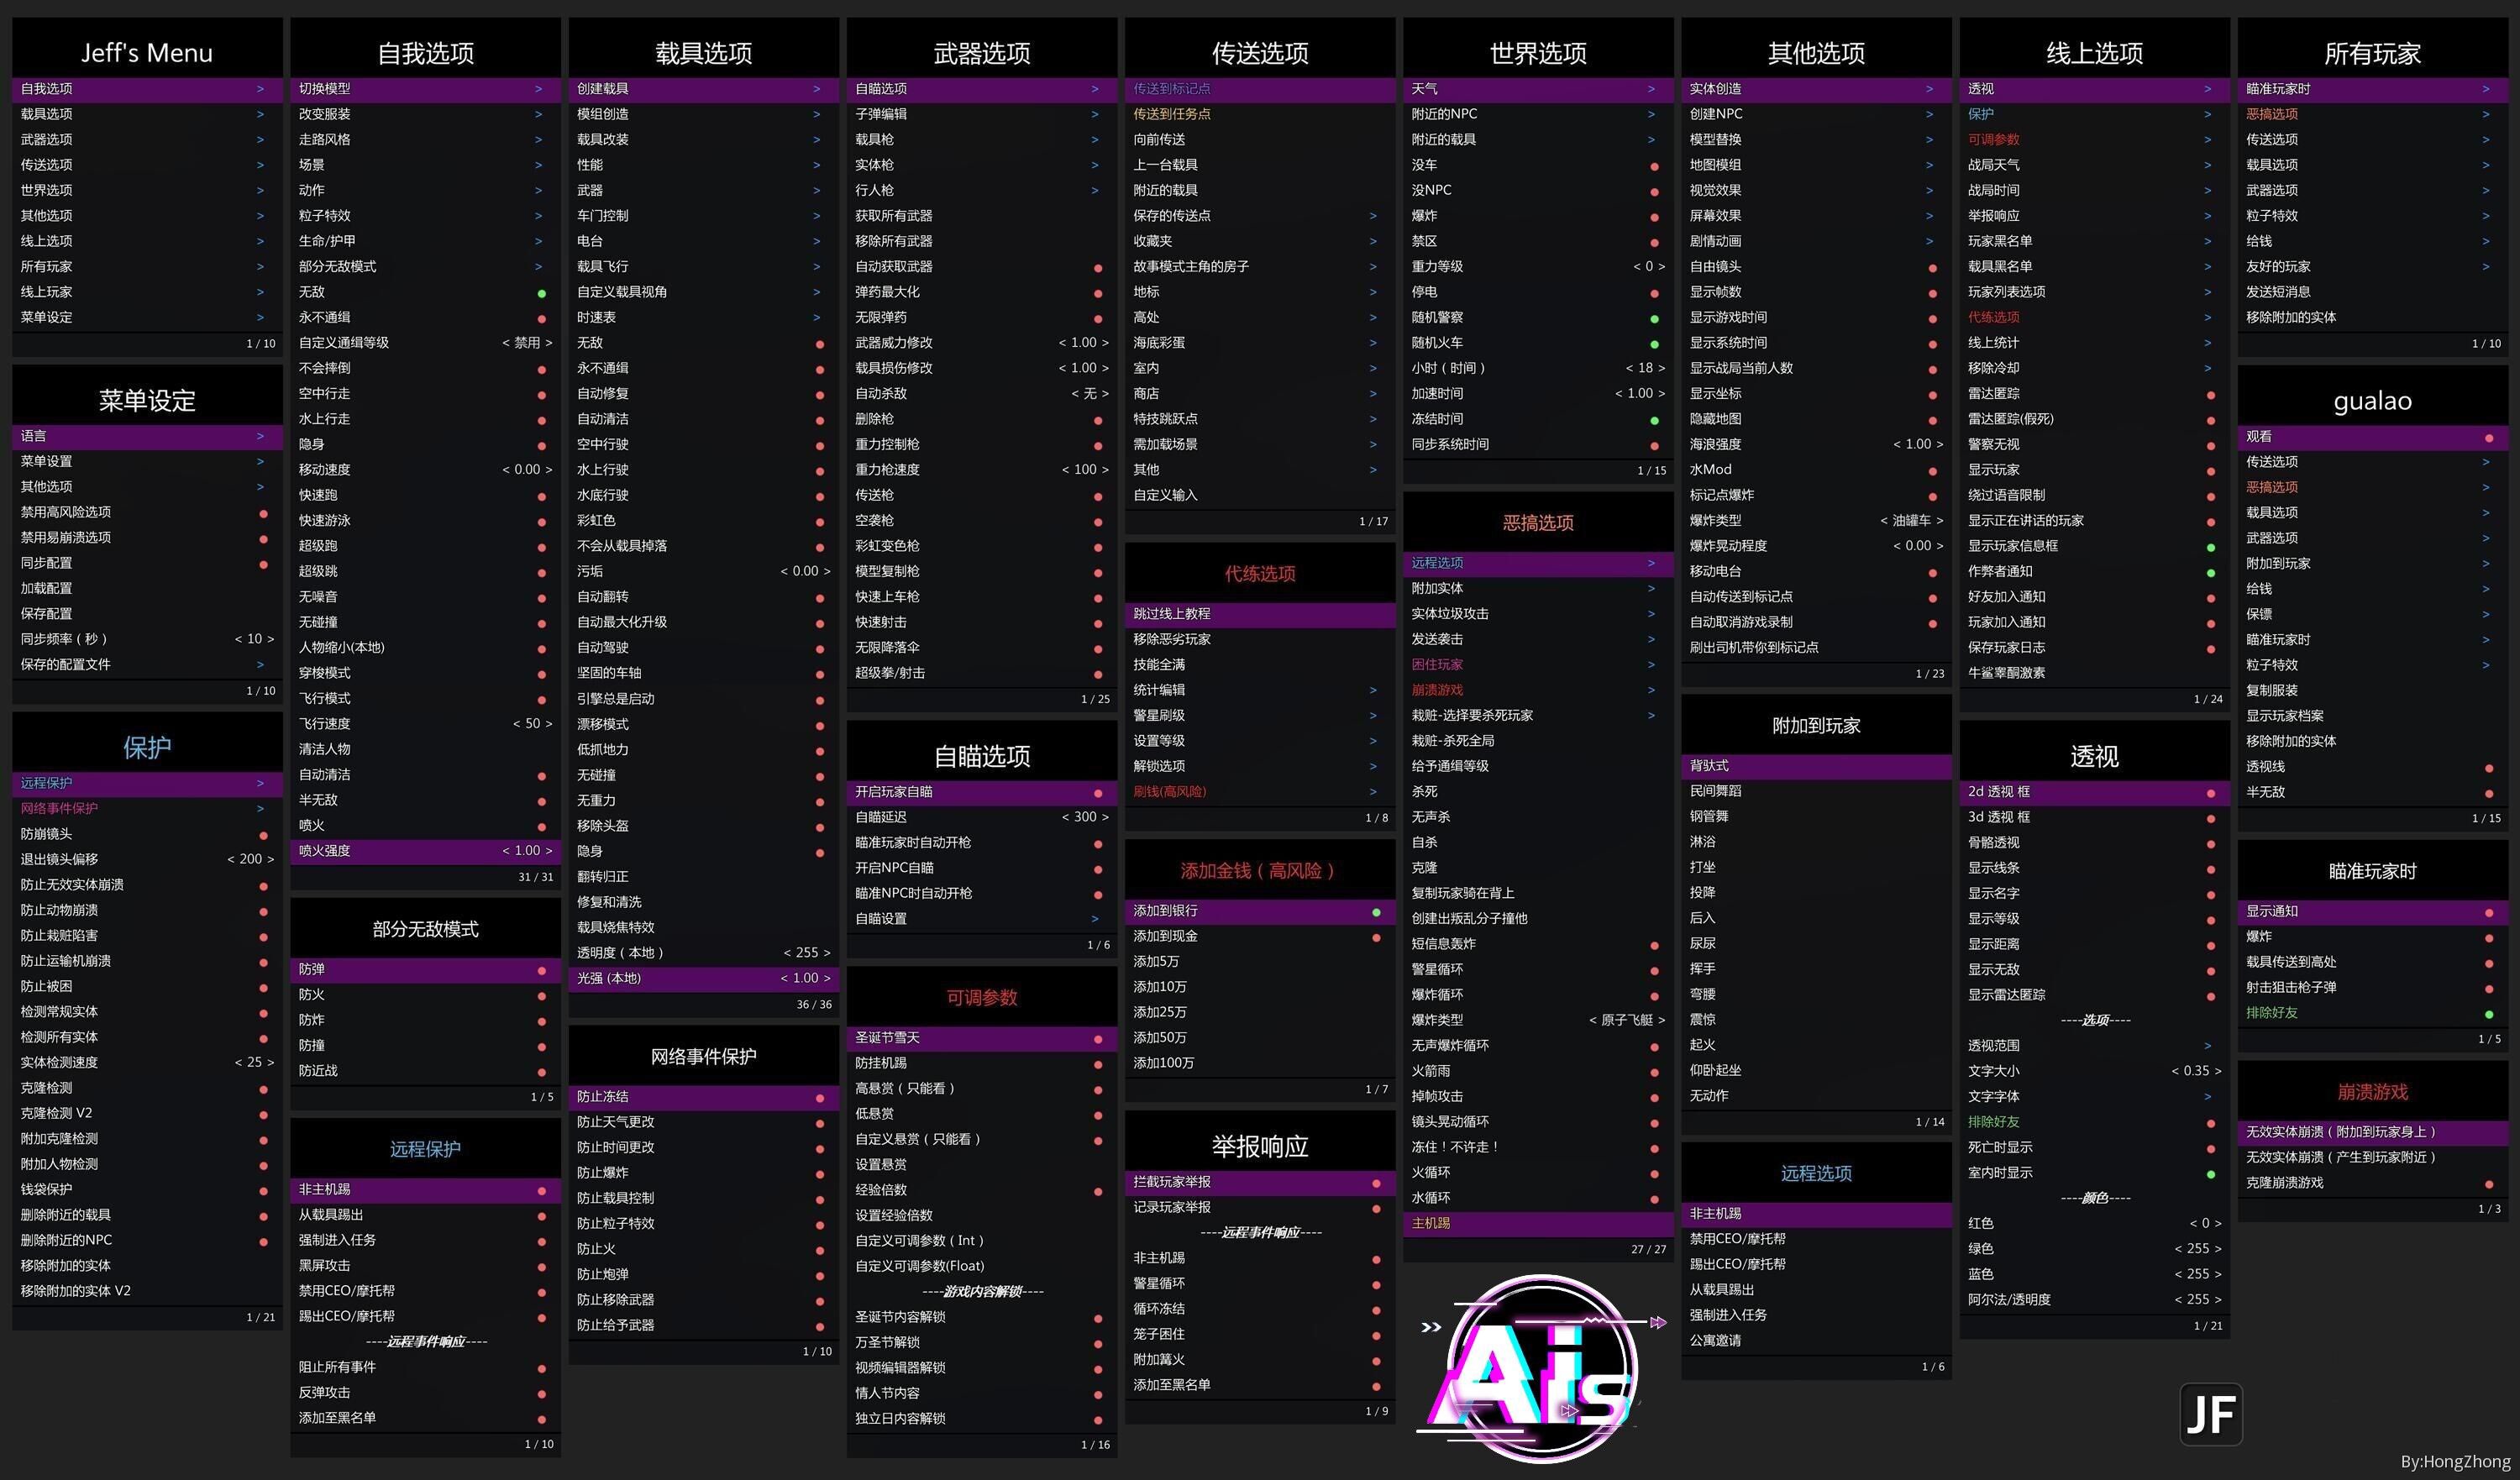 Jeff's Menu
自我选项 >
载具选项 >
武器选项 >
传送选项 >
世界选项 >
其他选项 >
线上选项 >
所有玩家 >
线上玩家 >
菜单设定 >
1 / 10
菜单设定
语言 >
菜单设置 >
其他选项 >
禁用高风险选项
禁用易崩溃选项
同步配置
加载配置
保存配置
同步频率 ( 秒 ) < 10 >
保存的配置文件 >
1 / 10
保护
远程保护 >
网络事件保护 >
防崩镜头
退出镜头偏移 < 200 >
防止无效实体崩溃
防止动物崩溃
防止栽赃陷害
防止运输机崩溃
防止被困
检测常规实体
检测所有实体
实体检测速度 < 25 >
克隆检测
克隆检测 V2
附加克隆检测
附加人物检测
钱袋保护
删除附近的载具
删除附近的NPC
移除附加的实体
移除附加的实体 V2
1 / 21
自我选项
切换模型 >
改变服装 >
走路风格 >
场景 >
动作 >
粒子特效 >
生命/护甲 >
部分无敌模式 >
无敌
永不通缉
自定义通缉等级 < 禁用 >
不会摔倒
空中行走
水上行走
隐身
移动速度 < 0.00 >
快速跑
快速游泳
超级跑
超级跳
无噪音
无碰撞
人物缩小(本地)
穿梭模式
飞行模式
飞行速度 < 50 >
清洁人物
自动清洁
半无敌
喷火
喷火强度 < 1.00 >
31 / 31
部分无敌模式
防弹
防火
防炸
防撞
防近战
1 / 5
远程保护
非主机踢
从载具踢出
强制进入任务
黑屏攻击
禁用CEO/摩托帮
踢出CEO/摩托帮
----远程事件响应----
阻止所有事件
反弹攻击
添加至黑名单
1 / 10
载具选项
创建载具 >
模组创造 >
载具改装 >
性能 >
武器 >
车门控制 >
电台 >
载具飞行 >
自定义载具视角 >
时速表 >
无敌
永不通缉
自动修复
自动清洁
空中行驶
水上行驶
水底行驶
彩虹色
不会从载具掉落
污垢 < 0.00 >
自动翻转
自动最大化升级
自动驾驶
坚固的车轴
引擎总是启动
漂移模式
低抓地力
无碰撞
无重力
移除头盔
隐身
翻转归正
修复和清洗
载具烧焦特效
透明度 ( 本地 ) < 255 >
光强 (本地) < 1.00 >
36 / 36
网络事件保护
防止冻结
防止天气更改
防止时间更改
防止爆炸
防止载具控制
防止粒子特效
防止火
防止炮弹
防止移除武器
防止给予武器
1 / 10
武器选项
自瞄选项 >
子弹编辑 >
载具枪 >
实体枪 >
行人枪 >
获取所有武器
移除所有武器
自动获取武器
弹药最大化
无限弹药
武器威力修改 < 1.00 >
载具损伤修改 < 1.00 >
自动杀敌 < 无 >
删除枪
重力控制枪
重力枪速度 < 100 >
传送枪
空袭枪
彩虹变色枪
模型复制枪
快速上车枪
快速射击
无限降落伞
超级拳/射击
1 / 25
自瞄选项
开启玩家自瞄
自瞄延迟 < 300 >
瞄准玩家时自动开枪
开启NPC自瞄
瞄准NPC时自动开枪
自瞄设置 >
1 / 6
可调参数
圣诞节雪天
防挂机踢
高悬赏 ( 只能看 )
低悬赏
自定义悬赏 ( 只能看 )
设置悬赏
经验倍数
设置经验倍数
自定义可调参数 ( Int )
自定义可调参数(Float)
----游戏内容解锁----
圣诞节内容解锁
万圣节解锁
视频编辑器解锁
情人节内容
独立日内容解锁
1 / 16
传送选项
传送到标记点
传送到任务点
向前传送
上一台载具
附近的载具
保存的传送点 >
收藏夹 >
故事模式主角的房子 >
地标 >
高处 >
海底彩蛋 >
室内 >
商店 >
特技跳跃点 >
需加载场景 >
其他 >
自定义输入
1 / 17
代练选项
跳过线上教程
移除恶劣玩家
技能全满
统计编辑 >
警星刷级 >
设置等级 >
解锁选项 >
刷钱(高风险) >
1 / 8
添加金钱 ( 高风险 )
添加到银行
添加到现金
添加5万
添加10万
添加25万
添加50万
添加100万
1 / 7
举报响应
拦截玩家举报
记录玩家举报
----远程事件响应----
非主机踢
警星循环
循环冻结
笼子困住
附加篝火
添加至黑名单
1 / 9
世界选项
天气 >
附近的NPC >
附近的载具 >
没车
没NPC
爆炸
禁区
重力等级 < 0 >
停电
随机警察
随机火车
小时 ( 时间 ) < 18 >
加速时间 < 1.00 >
冻结时间
同步系统时间
1 / 15
恶搞选项
远程选项 >
附加实体 >
实体垃圾攻击 >
发送袭击 >
困住玩家 >
崩溃游戏 >
栽赃-选择要杀死玩家 >
栽赃-杀死全局
给予通缉等级
杀死
无声杀
自杀
克隆
复制玩家骑在背上
创建出叛乱分子撞他
短信息轰炸
警星循环
爆炸循环
爆炸类型 < 原子飞艇 >
无声爆炸循环
火箭雨
掉帧攻击
镜头晃动循环
冻住！不许走！
火循环
水循环
主机踢
27 / 27
Ais
其他选项
实体创造 >
创建NPC >
模型替换 >
地图模组 >
视觉效果 >
屏幕效果 >
剧情动画 >
自由镜头
显示帧数
显示游戏时间
显示系统时间
显示战局当前人数
显示坐标
隐藏地图
海浪强度 < 1.00 >
水Mod
标记点爆炸
爆炸类型 < 油罐车 >
爆炸晃动程度 < 0.00 >
移动电台
自动传送到标记点
自动取消游戏录制
刷出司机带你到标记点
1 / 23
附加到玩家
背驮式
民间舞蹈
钢管舞
淋浴
打坐
投降
后入
尿尿
挥手
弯腰
震惊
起火
仰卧起坐
无动作
1 / 14
远程选项
非主机踢
禁用CEO/摩托帮
踢出CEO/摩托帮
从载具踢出
强制进入任务
公寓邀请
1 / 6
线上选项
透视 >
保护 >
可调参数 >
战局天气 >
战局时间 >
举报响应 >
玩家黑名单 >
载具黑名单 >
玩家列表选项 >
代练选项 >
线上统计 >
移除冷却 >
雷达匿踪
雷达匿踪(假死)
警察无视
显示玩家
绕过语音限制
显示正在讲话的玩家
显示玩家信息框
作弊者通知
好友加入通知
玩家加入通知
保存玩家日志
牛鲨睾酮激素
1 / 24
透视
2d 透视 框
3d 透视 框
骨骼透视
显示线条
显示名字
显示等级
显示距离
显示无敌
显示雷达匿踪
----选项----
透视范围 >
文字大小 < 0.35 >
文字字体 >
排除好友
死亡时显示
室内时显示
----颜色----
红色 < 0 >
绿色 < 255 >
蓝色 < 255 >
阿尔法/透明度 < 255 >
1 / 21
所有玩家
瞄准玩家时 >
恶搞选项 >
传送选项 >
载具选项 >
武器选项 >
粒子特效 >
给钱 >
友好的玩家 >
发送短消息
移除附加的实体
1 / 10
gualao
观看
传送选项 >
恶搞选项 >
载具选项 >
武器选项 >
附加到玩家 >
给钱 >
保镖 >
瞄准玩家时 >
粒子特效 >
复制服装
显示玩家档案
移除附加的实体
透视线
半无敌
1 / 15
瞄准玩家时
显示通知
爆炸
载具传送到高处
射击狙击枪子弹
排除好友
1 / 5
崩溃游戏
无效实体崩溃 ( 附加到玩家身上 )
无效实体崩溃 ( 产生到玩家附近 )
克隆崩溃游戏
1 / 3
JF
By:HongZhong